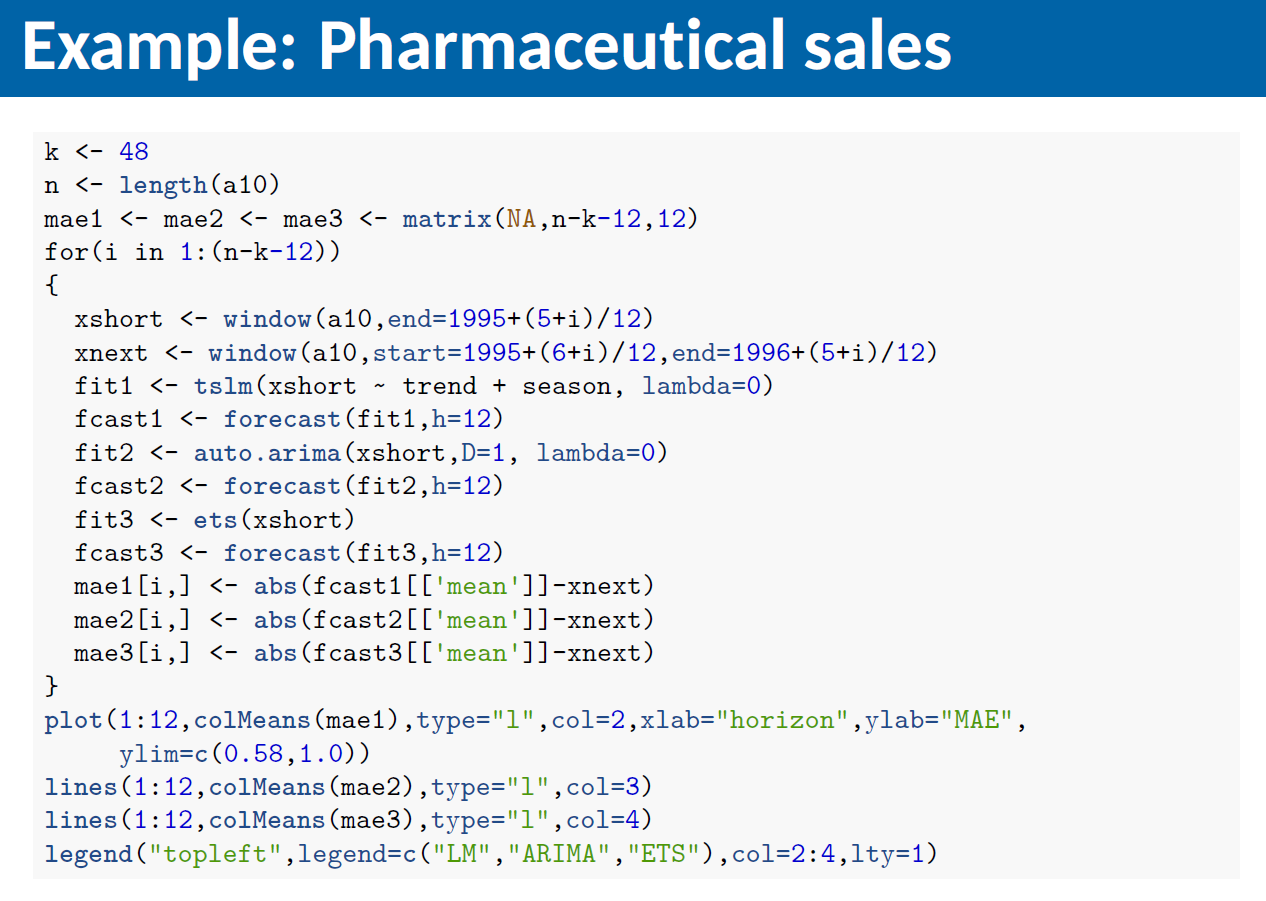 Example: Pharmaceutical sales
k <- 48
n <- length(a10)
mae1 <- mae2 <- mae3 <- matrix(NA,n-k-12,12)
for(i in 1:(n-k-12))
{
  xshort <- window(a10,end=1995+(5+i)/12)
  xnext <- window(a10,start=1995+(6+i)/12,end=1996+(5+i)/12)
  fit1 <- tslm(xshort ~ trend + season, lambda=0)
  fcast1 <- forecast(fit1,h=12)
  fit2 <- auto.arima(xshort,D=1, lambda=0)
  fcast2 <- forecast(fit2,h=12)
  fit3 <- ets(xshort)
  fcast3 <- forecast(fit3,h=12)
  mae1[i,] <- abs(fcast1[['mean']]-xnext)
  mae2[i,] <- abs(fcast2[['mean']]-xnext)
  mae3[i,] <- abs(fcast3[['mean']]-xnext)
}
plot(1:12,colMeans(mae1),type="l",col=2,xlab="horizon",ylab="MAE",
     ylim=c(0.58,1.0))
lines(1:12,colMeans(mae2),type="l",col=3)
lines(1:12,colMeans(mae3),type="l",col=4)
legend("topleft",legend=c("LM","ARIMA","ETS"),col=2:4,lty=1)